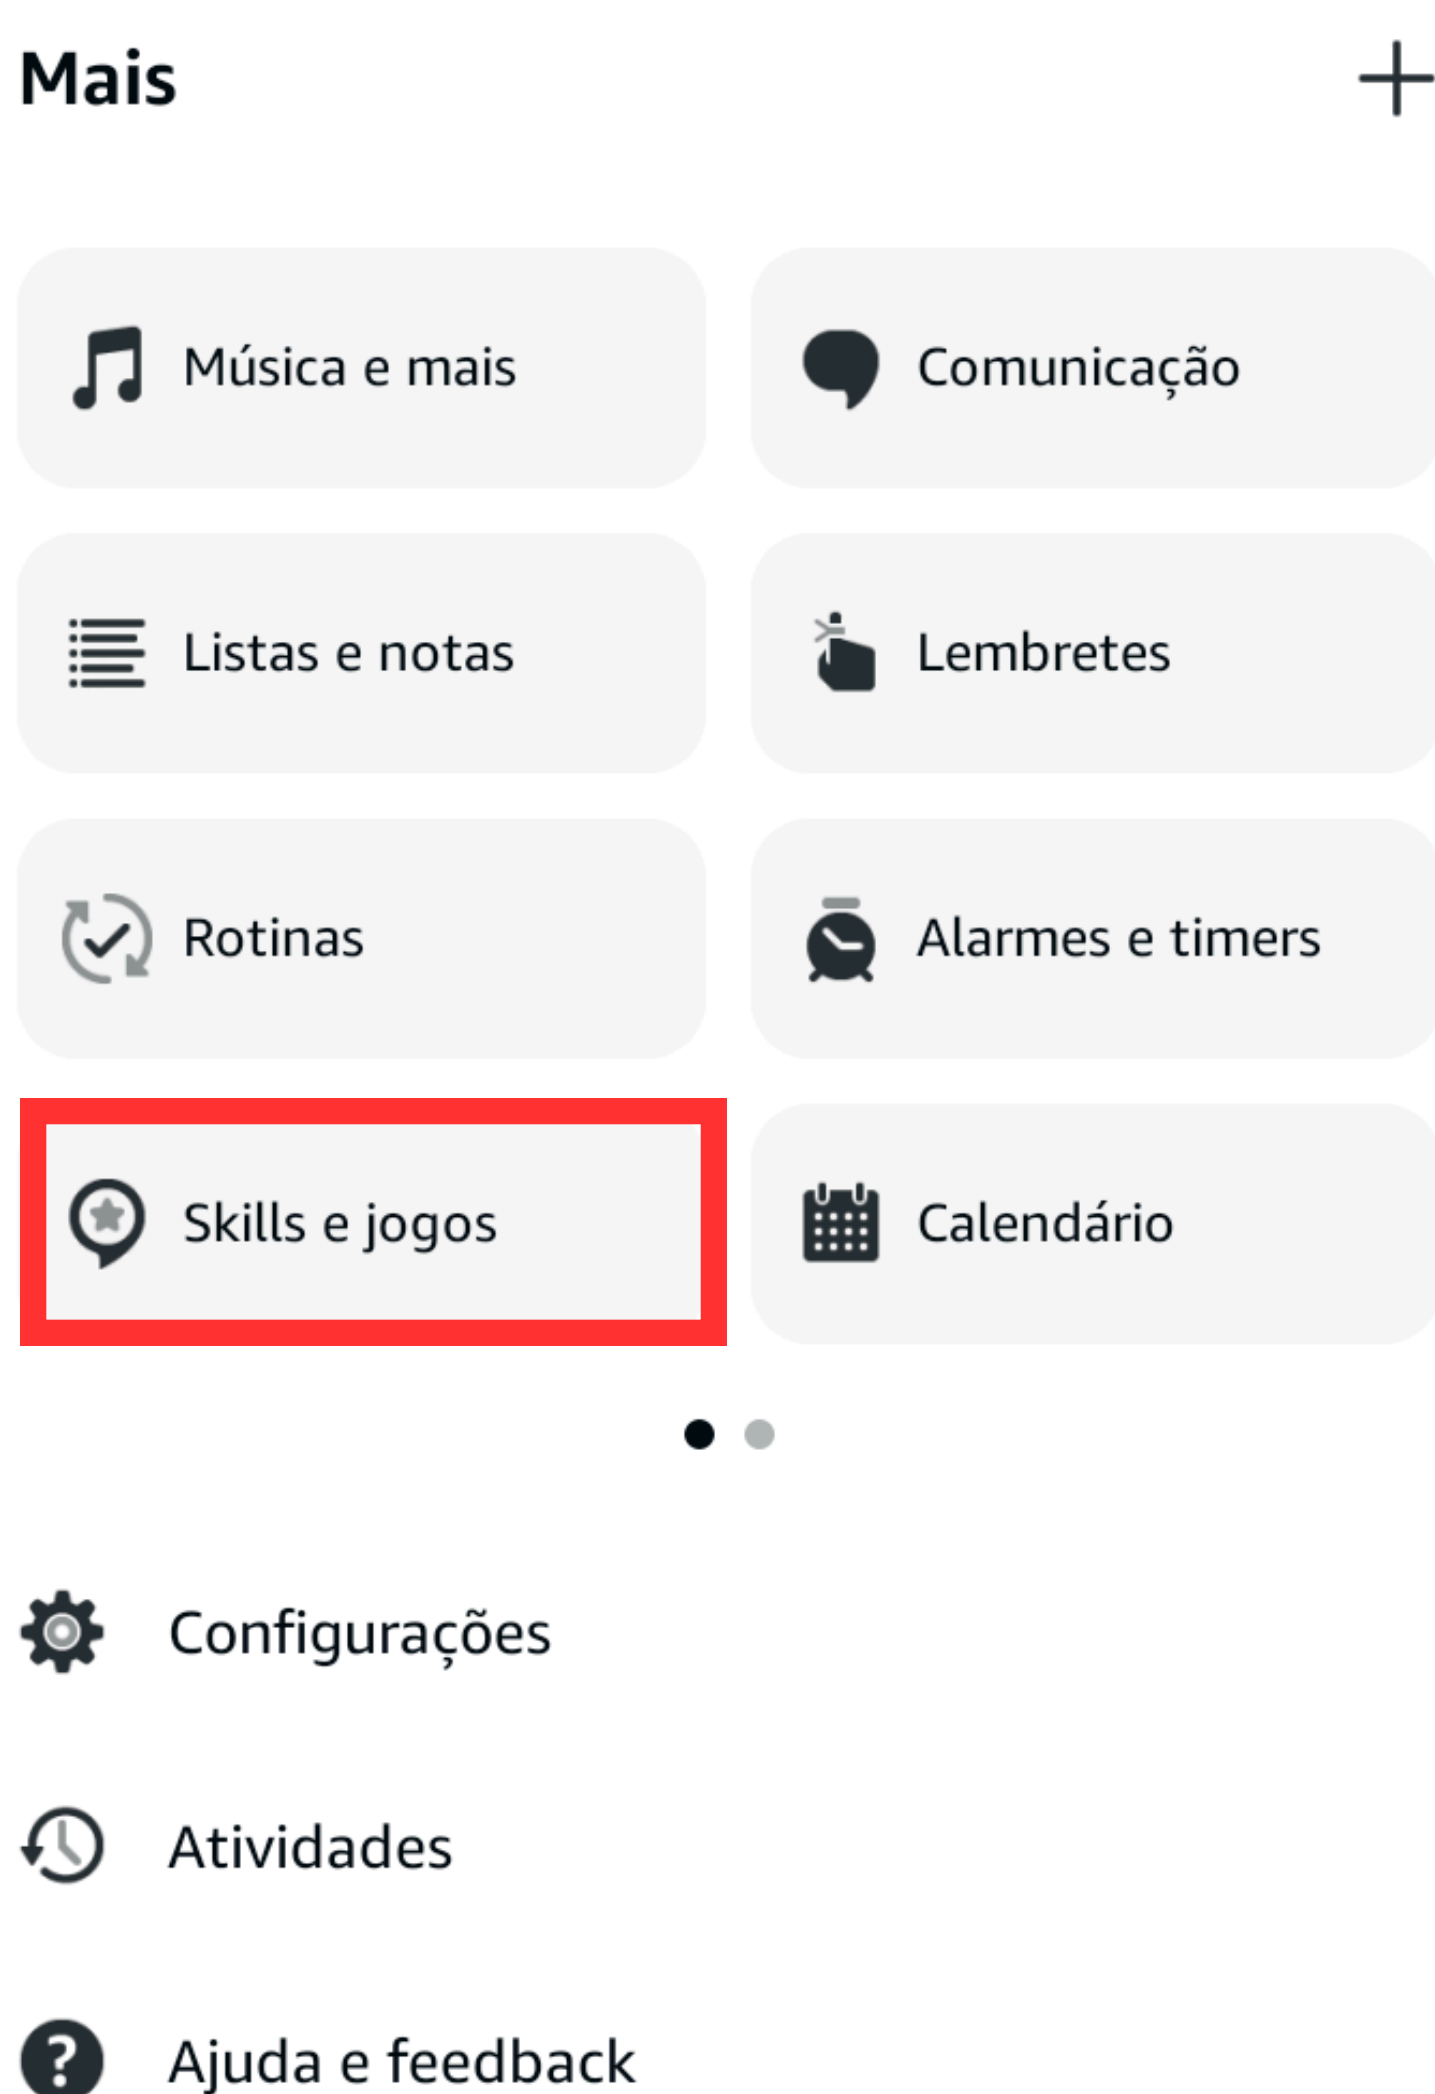 Mais
Música e mais
Comunicação
Listas e notas
Lembretes
Rotinas
Alarmes e timers
Skills e jogos
Calendário
Configurações
Atividades
Ajuda e feedback